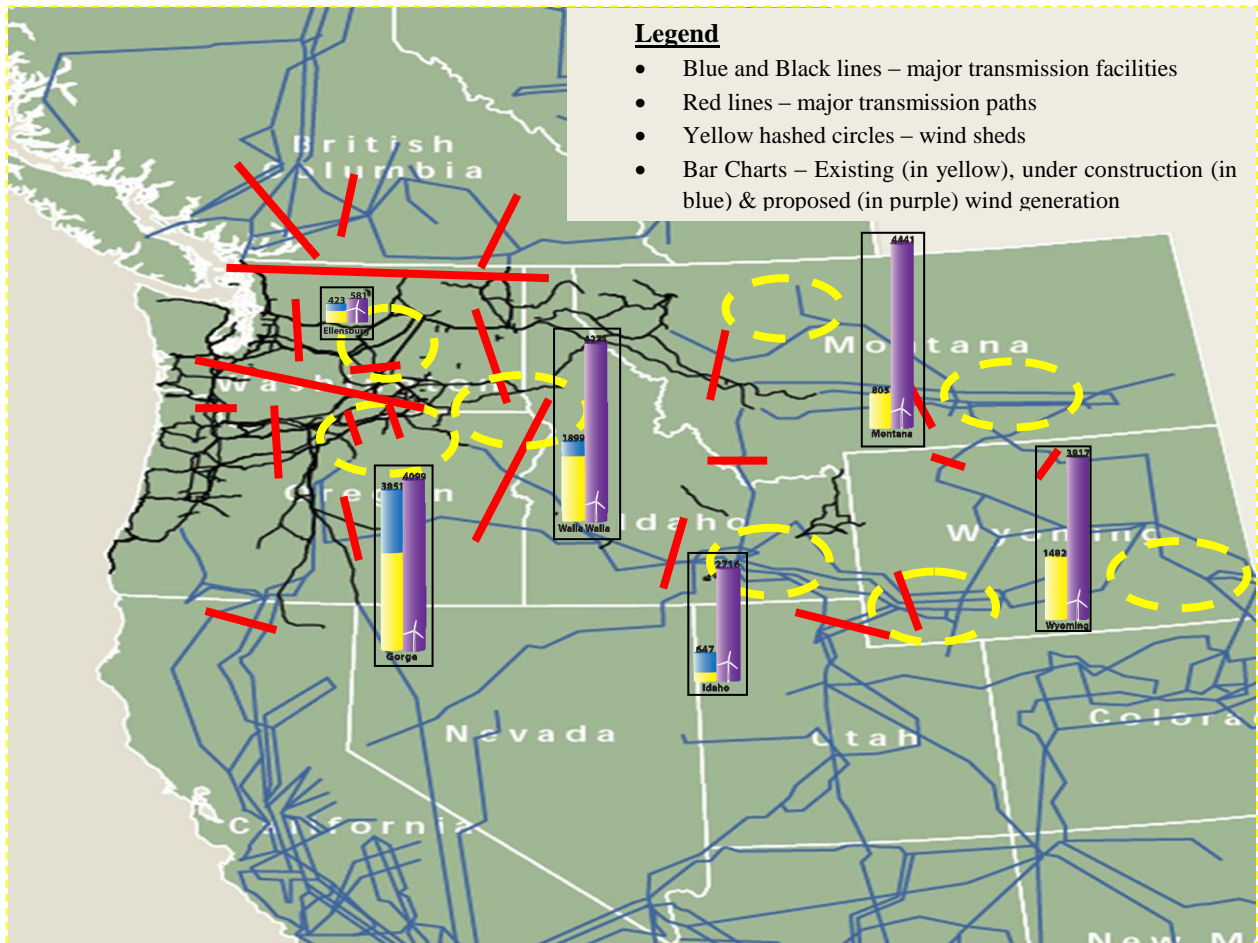 Legend
• Blue and Black lines – major transmission facilities
• Red lines – major transmission paths
• Yellow hashed circles – wind sheds
• Bar Charts – Existing (in yellow), under construction (in
blue) & proposed (in purple) wind generation
British
Columbia
4441
805
Montana
Montana
423 581
Ellensburg
Washington
1899
Walla Walla
3917
1482
Wyoming
Wyoming
3851 4099
Gorge
Oregon
Idaho
2716
647
Idaho
Nevada
Utah
Colora
California
New M